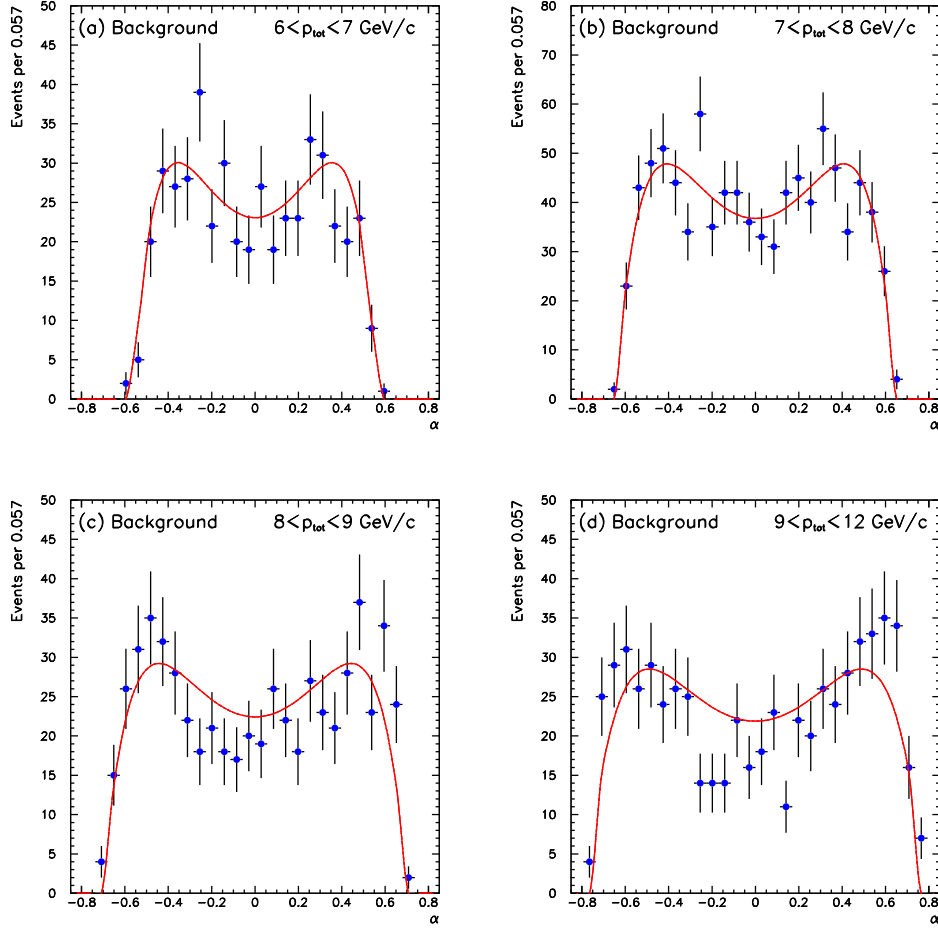 (a) Background 6<p_tot<7 GeV/c
Events per 0.057
50
45
40
35
30
25
20
15
10
5
0
−0.8 −0.6 −0.4 −0.2 0 0.2 0.4 0.6 0.8
α
(b) Background 7<p_tot<8 GeV/c
Events per 0.057
80
70
60
50
40
30
20
10
0
−0.8 −0.6 −0.4 −0.2 0 0.2 0.4 0.6 0.8
α
(c) Background 8<p_tot<9 GeV/c
Events per 0.057
50
45
40
35
30
25
20
15
10
5
0
−0.8 −0.6 −0.4 −0.2 0 0.2 0.4 0.6 0.8
α
(d) Background 9<p_tot<12 GeV/c
Events per 0.057
50
45
40
35
30
25
20
15
10
5
0
−0.8 −0.6 −0.4 −0.2 0 0.2 0.4 0.6 0.8
α